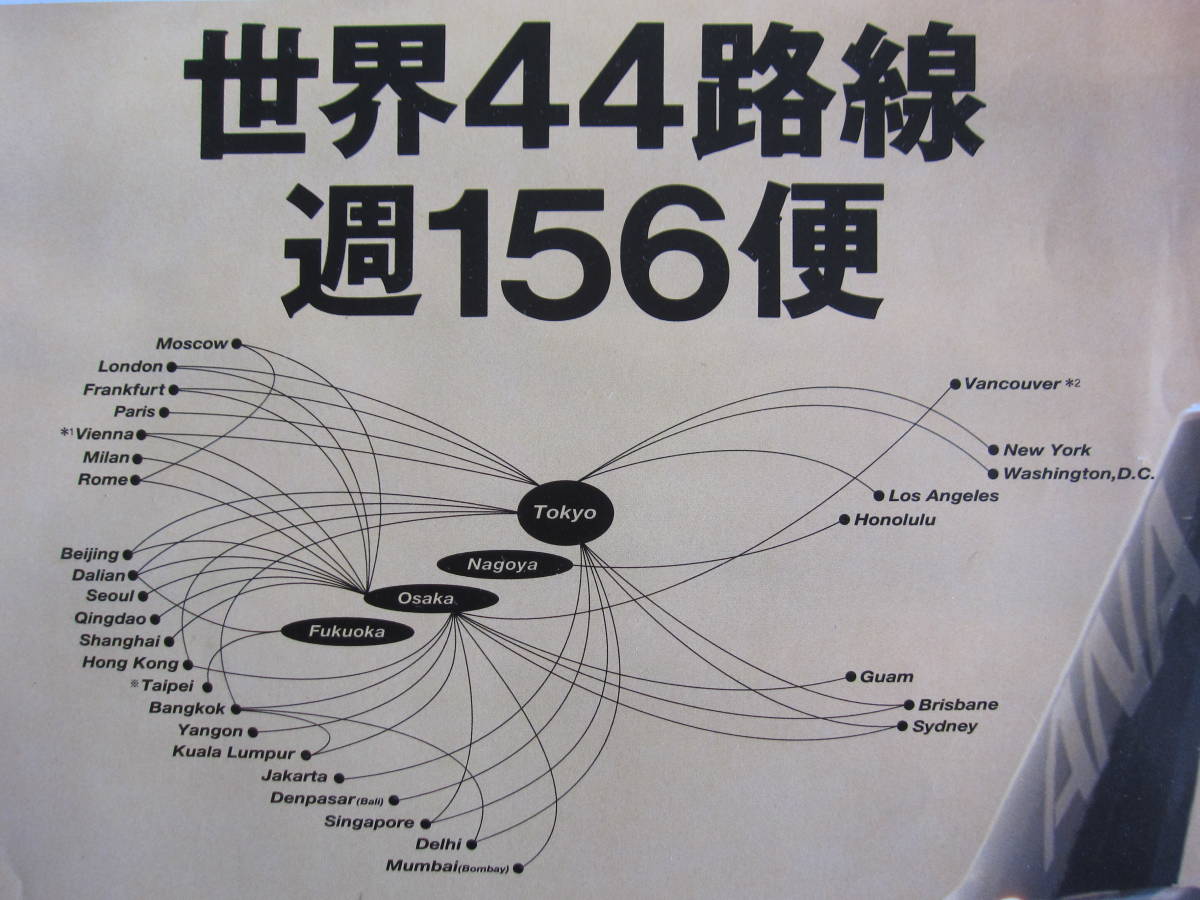 世界44路線
週156便
Moscow
London
Frankfurt
Paris
*1Vienna
Milan
Rome
Beijing
Dalian
Seoul
Qingdao
Shanghai
Hong Kong
※Taipei
Bangkok
Yangon
Kuala Lumpur
Jakarta
Denpasar(Bali)
Singapore
Delhi
Mumbai(Bombay)
Tokyo
Nagoya
Osaka
Fukuoka
Vancouver *2
New York
Washington,D.C.
Los Angeles
Honolulu
Guam
Brisbane
Sydney
ANA